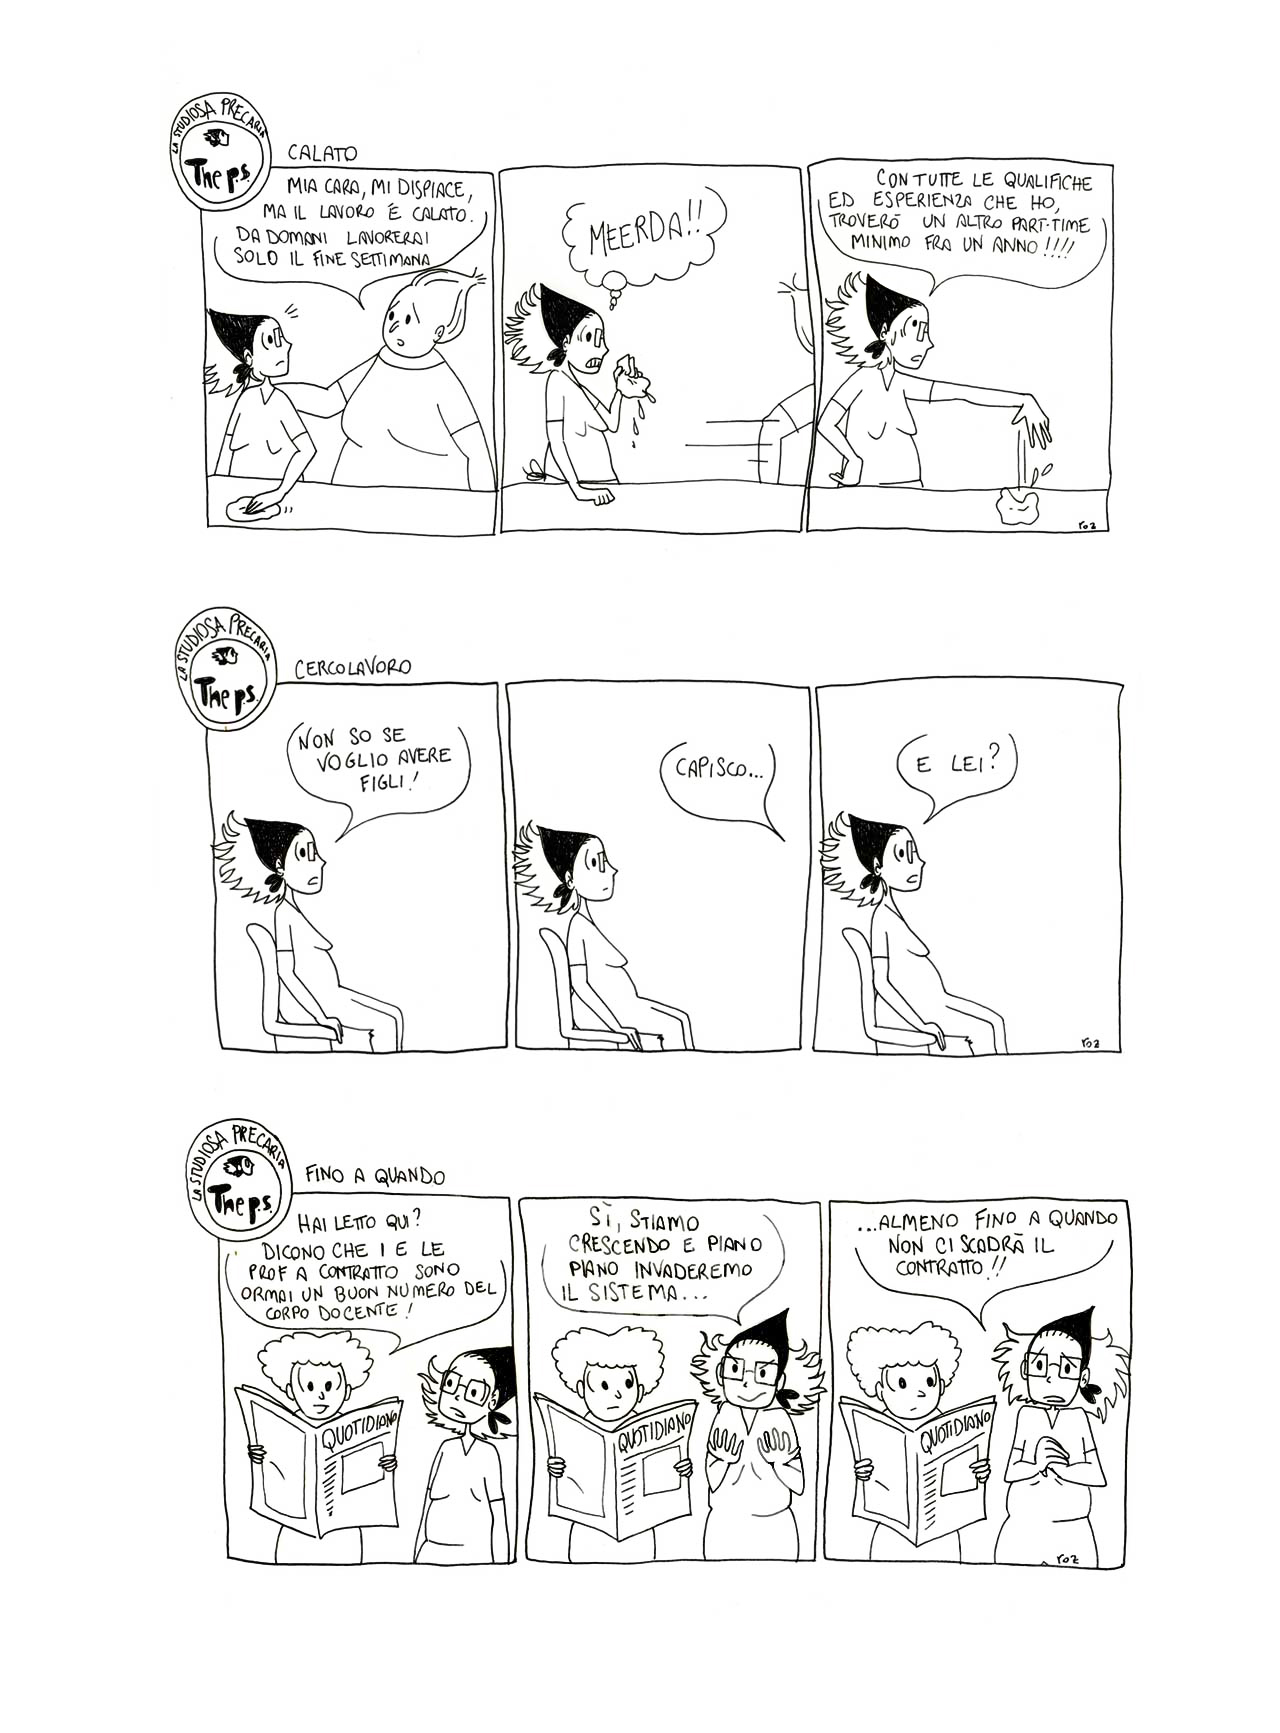 LA STUDIOSA PRECARIA
The p.s.
CALATO
MIA CARA, MI DISPIACE,
MA IL LAVORO É CALATO.
DA DOMANI LAVORERAI
SOLO IL FINE SETTIMANA
MEERDA!!
CON TUTTE LE QUALIFICHE
ED ESPERIENZA CHE HO,
TROVERÒ UN ALTRO PART-TIME
MINIMO FRA UN ANNO!!!!
roz
LA STUDIOSA PRECARIA
The p.s.
CERCOLAVORO
NON SO SE
VOGLIO AVERE
FIGLI!
CAPISCO...
E LEI?
roz
LA STUDIOSA PRECARIA
The p.s.
FINO A QUANDO
HAI LETTO QUI?
DICONO CHE I E LE
PROF A CONTRATTO SONO
ORMAI UN BUON NUMERO DEL
CORPO DOCENTE!
QUOTIDIANO
SÌ, STIAMO
CRESCENDO E PIANO
PIANO INVADEREMO
IL SISTEMA...
QUOTIDIANO
...ALMENO FINO A QUANDO
NON CI SCADRÀ IL
CONTRATTO!!
QUOTIDIANO
roz